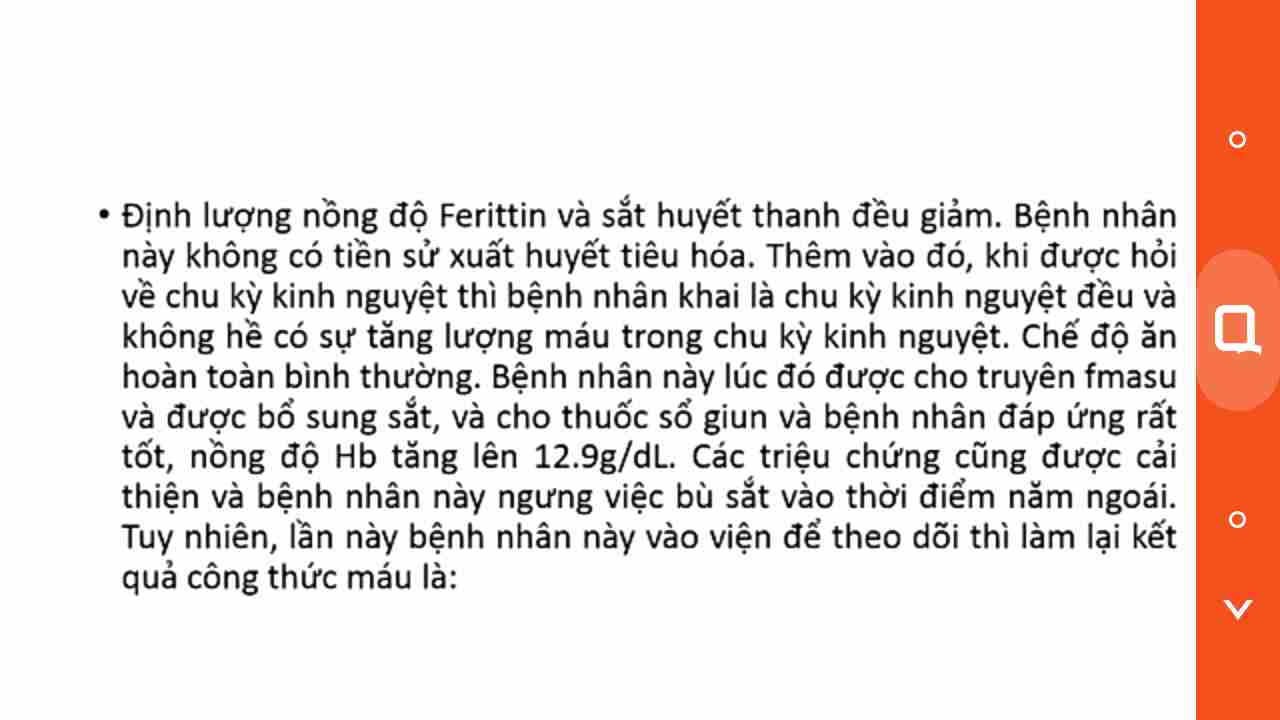 • Định lượng nồng độ Ferittin và sắt huyết thanh đều giảm. Bệnh nhân
này không có tiền sử xuất huyết tiêu hóa. Thêm vào đó, khi được hỏi
về chu kỳ kinh nguyệt thì bệnh nhân khai là chu kỳ kinh nguyệt đều và
không hề có sự tăng lượng máu trong chu kỳ kinh nguyệt. Chế độ ăn
hoàn toàn bình thường. Bệnh nhân này lúc đó được cho truyên fmasu
và được bổ sung sắt, và cho thuốc sổ giun và bệnh nhân đáp ứng rất
tốt, nồng độ Hb tăng lên 12.9g/dL. Các triệu chứng cũng được cải
thiện và bệnh nhân này ngưng việc bù sắt vào thời điểm năm ngoái.
Tuy nhiên, lần này bệnh nhân này vào viện để theo dõi thì làm lại kết
quả công thức máu là: